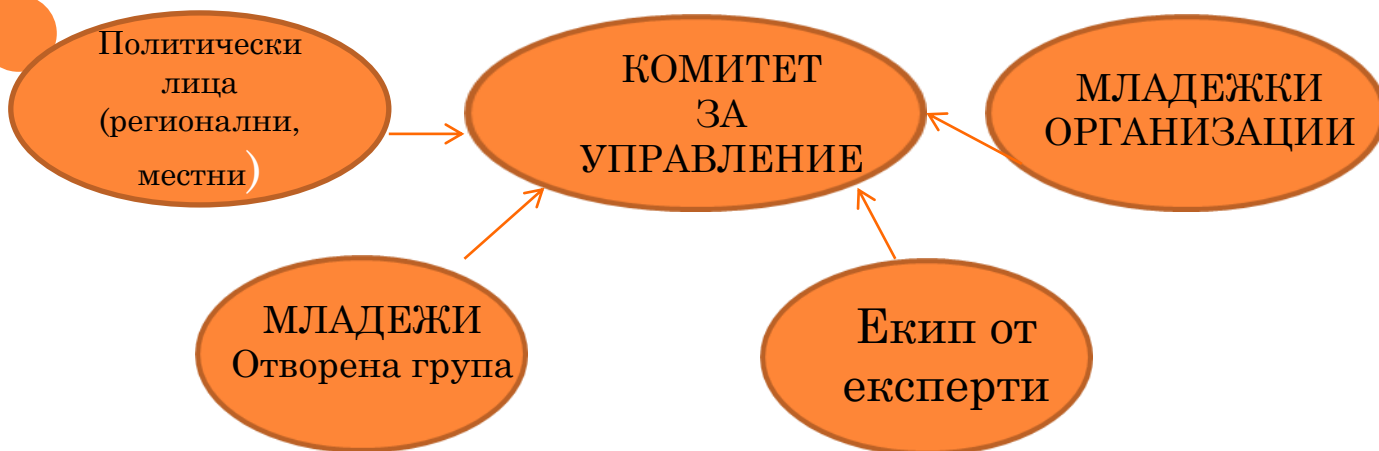 Политически
лица
(регионални,
местни)
КОМИТЕТ
ЗА
УПРАВЛЕНИЕ
МЛАДЕЖКИ
ОРГАНИЗАЦИИ
МЛАДЕЖИ
Отворена група
Екип от
експерти